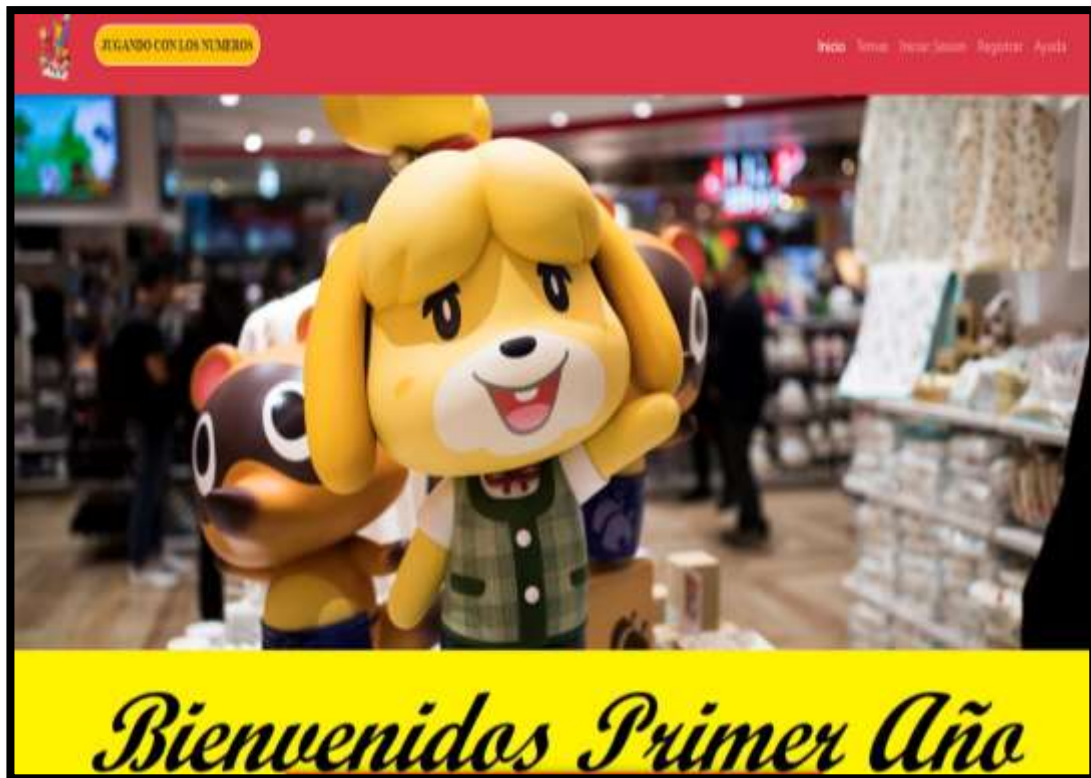 JUGANDO CON LOS NUMEROS
Inicio Temas Iniciar Sesion Registrar Ayuda
Bienvenidos Primer Año